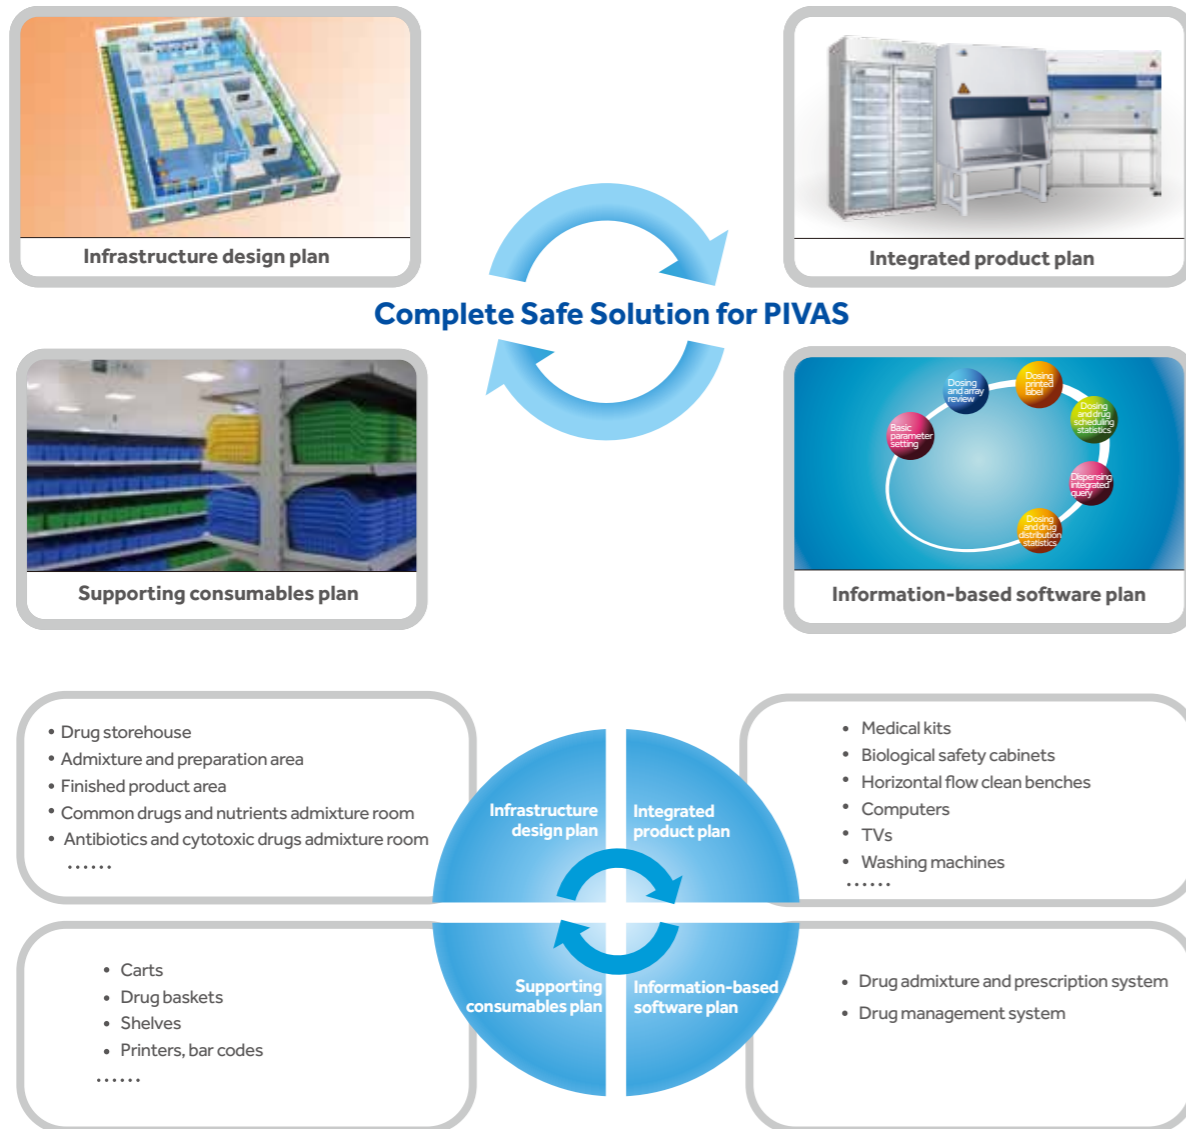 Infrastructure design plan
Integrated product plan
Complete Safe Solution for PIVAS
Supporting consumables plan
Basic
parameter
setting
Dosing
and array
review
Dosing
printed
label
Dosing
and drug
scheduling
statistics
Dispensing
integrated
query
Dosing
and drug
distribution
statistics
Information-based software plan
• Drug storehouse
• Admixture and preparation area
• Finished product area
• Common drugs and nutrients admixture room
• Antibiotics and cytotoxic drugs admixture room
······
Infrastructure
design plan
Integrated
product plan
• Medical kits
• Biological safety cabinets
• Horizontal flow clean benches
• Computers
• TVs
• Washing machines
······
• Carts
• Drug baskets
• Shelves
• Printers, bar codes
······
Supporting
consumables plan
Information-based
software plan
• Drug admixture and prescription system
• Drug management system